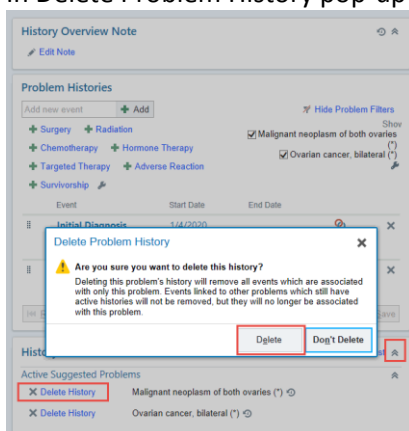 in Delete Problem History pop-up
History Overview Note
Edit Note
Problem Histories
Add new event + Add
Hide Problem Filters
Show
+ Surgery + Radiation
Malignant neoplasm of both ovaries (*)
+ Chemotherapy + Hormone Therapy
Ovarian cancer, bilateral (*)
+ Targeted Therapy + Adverse Reaction
+ Survivorship
Event Start Date End Date
Initial Diagnosis 1/4/2020
Delete Problem History
Are you sure you want to delete this history?
Deleting this problem's history will remove all events which are associated
with only this problem. Events linked to other problems which still have
active histories will not be removed, but they will no longer be associated
with this problem.
Delete Don't Delete
Save
Active Suggested Problems
Delete History Malignant neoplasm of both ovaries (*)
Delete History Ovarian cancer, bilateral (*)